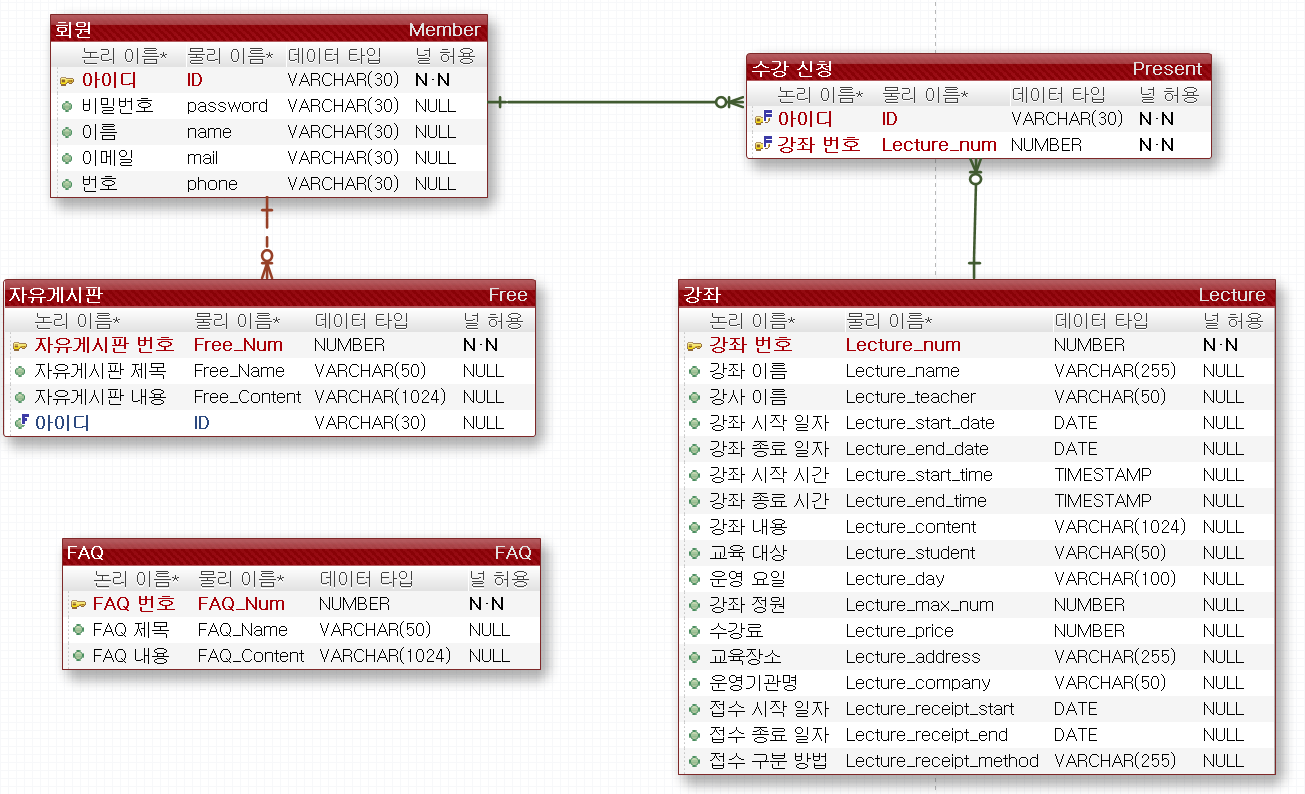 회원 Member
논리 이름* 물리 이름* 데이터 타입 널 허용
아이디 ID VARCHAR(30) N·N
비밀번호 password VARCHAR(30) NULL
이름 name VARCHAR(30) NULL
이메일 mail VARCHAR(30) NULL
번호 phone VARCHAR(30) NULL
수강 신청 Present
논리 이름* 물리 이름* 데이터 타입 널 허용
아이디 ID VARCHAR(30) N·N
강좌 번호 Lecture_num NUMBER N·N
자유게시판 Free
논리 이름* 물리 이름* 데이터 타입 널 허용
자유게시판 번호 Free_Num NUMBER N·N
자유게시판 제목 Free_Name VARCHAR(50) NULL
자유게시판 내용 Free_Content VARCHAR(1024) NULL
아이디 ID VARCHAR(30) NULL
강좌 Lecture
논리 이름* 물리 이름* 데이터 타입 널 허용
강좌 번호 Lecture_num NUMBER N·N
강좌 이름 Lecture_name VARCHAR(255) NULL
강사 이름 Lecture_teacher VARCHAR(50) NULL
강좌 시작 일자 Lecture_start_date DATE NULL
강좌 종료 일자 Lecture_end_date DATE NULL
강좌 시작 시간 Lecture_start_time TIMESTAMP NULL
강좌 종료 시간 Lecture_end_time TIMESTAMP NULL
강좌 내용 Lecture_content VARCHAR(1024) NULL
교육 대상 Lecture_student VARCHAR(50) NULL
운영 요일 Lecture_day VARCHAR(100) NULL
강좌 정원 Lecture_max_num NUMBER NULL
수강료 Lecture_price NUMBER NULL
교육장소 Lecture_address VARCHAR(255) NULL
운영기관명 Lecture_company VARCHAR(50) NULL
접수 시작 일자 Lecture_receipt_start DATE NULL
접수 종료 일자 Lecture_receipt_end DATE NULL
접수 구분 방법 Lecture_receipt_method VARCHAR(255) NULL
FAQ FAQ
논리 이름* 물리 이름* 데이터 타입 널 허용
FAQ 번호 FAQ_Num NUMBER N·N
FAQ 제목 FAQ_Name VARCHAR(50) NULL
FAQ 내용 FAQ_Content VARCHAR(1024) NULL